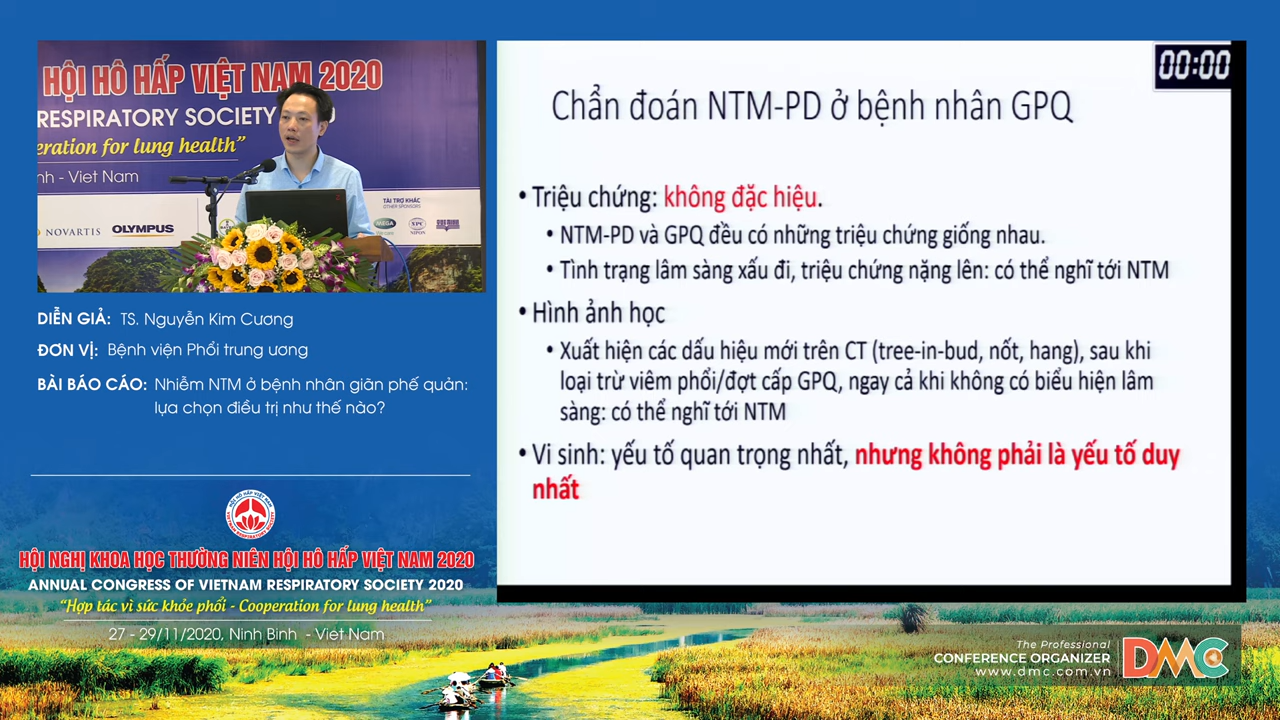 HỘI HÔ HẤP VIỆT NAM 2020
RESPIRATORY SOCIETY
eration for lung health”
nh - Viet Nam
TÀI TRỢ KHÁC
OTHER SPONSORS
NOVARTIS
OLYMPUS
MEGA
NIPON
DIỄN GIẢ: TS. Nguyễn Kim Cương
ĐƠN VỊ: Bệnh viện Phổi trung ương
BÀI BÁO CÁO: Nhiễm NTM ở bệnh nhân giãn phế quản:
lựa chọn điều trị như thế nào?
HỘI NGHỊ KHOA HỌC THƯỜNG NIÊN HỘI HÔ HẤP VIỆT NAM 2020
ANNUAL CONGRESS OF VIETNAM RESPIRATORY SOCIETY 2020
“Hợp tác vì sức khỏe phổi - Cooperation for lung health”
27 - 29/11/2020, Ninh Binh - Viet Nam
00:00
Chẩn đoán NTM-PD ở bệnh nhân GPQ
• Triệu chứng: không đặc hiệu.
• NTM-PD và GPQ đều có những triệu chứng giống nhau.
• Tình trạng lâm sàng xấu đi, triệu chứng nặng lên: có thể nghĩ tới NTM
• Hình ảnh học
• Xuất hiện các dấu hiệu mới trên CT (tree-in-bud, nốt, hang), sau khi
loại trừ viêm phổi/đợt cấp GPQ, ngay cả khi không có biểu hiện lâm
sàng: có thể nghĩ tới NTM
• Vi sinh: yếu tố quan trọng nhất, nhưng không phải là yếu tố duy
nhất
The Professional
CONFERENCE ORGANIZER
www.dmc.com.vn
DMC